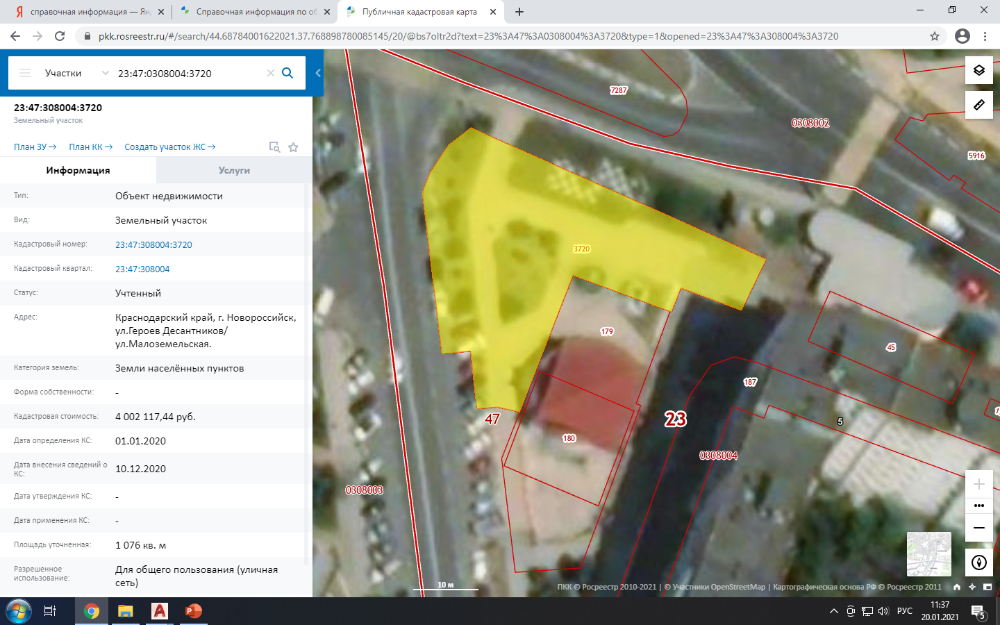 справочная информация — Ян
Справочная информация по об
Публичная кадастровая карта
pkk.rosreestr.ru/#/search/44.68784001622021,37.768898780085145/20/@bs7oltr2d?text=23%3A47%3A0308004%3A3720&type=1&opened=23%3A47%3A308004%3A3720
Участки
23:47:0308004:3720
23:47:308004:3720
Земельный участок
План ЗУ →
План КК →
Создать участок ЖС →
Информация
Услуги
Тип: Объект недвижимости
Вид: Земельный участок
Кадастровый номер: 23:47:308004:3720
Кадастровый квартал: 23:47:308004
Статус: Учтенный
Адрес: Краснодарский край, г. Новороссийск,
ул.Героев Десантников/
ул.Малоземельская.
Категория земель: Земли населённых пунктов
Форма собственности: -
Кадастровая стоимость: 4 002 117,44 руб.
Дата определения КС: 01.01.2020
Дата внесения сведений о
КС: 10.12.2020
Дата утверждения КС: -
Дата применения КС: -
Площадь уточненная: 1 076 кв. м
Разрешенное
использование:
Для общего пользования (уличная
сеть)
7287
0308002
5916
3720
179
45
187
47
23
5
180
0308004
0308003
10 м
ПКК © Росреестр 2010-2021 | © Участники OpenStreetMap | Картографическая основа РФ © Росреестр 2011
РУС
11:37
20.01.2021
5